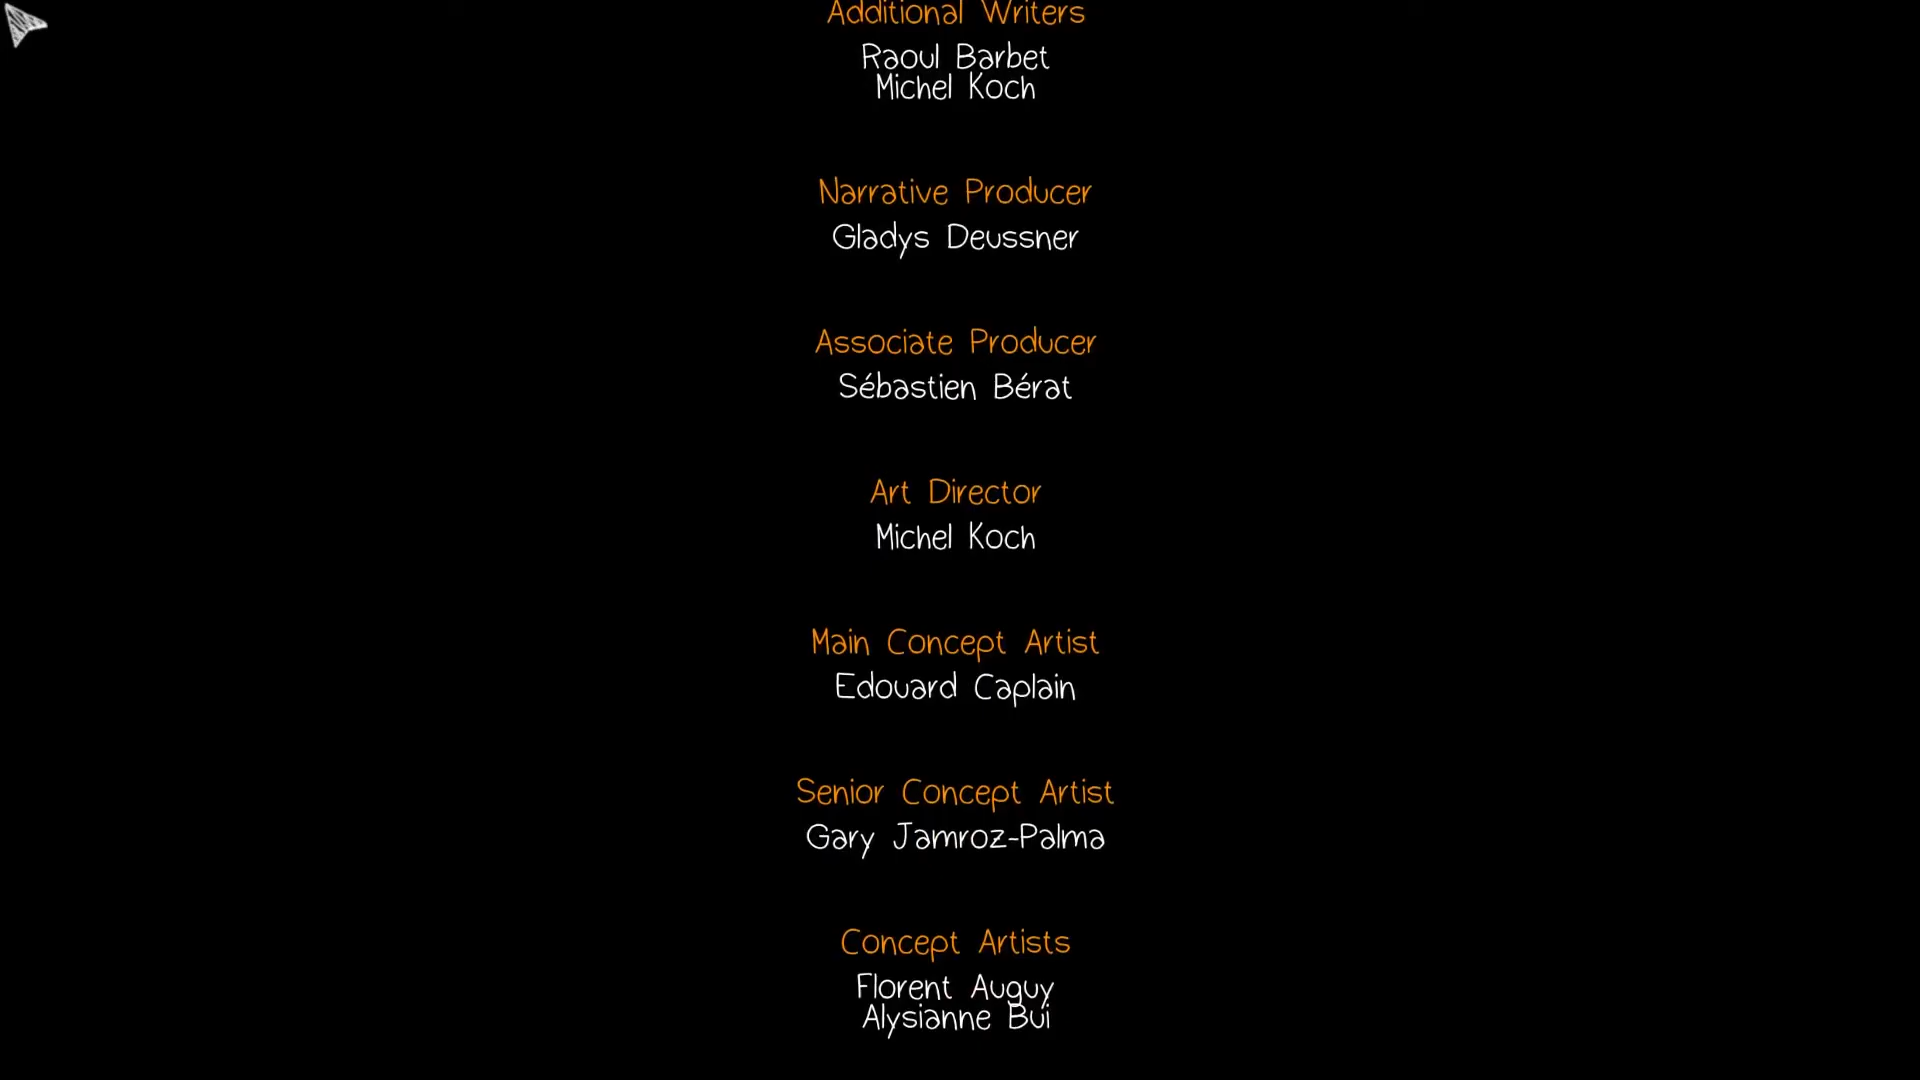 Additional Writers
Raoul Barbet
Michel Koch
Narrative Producer
Gladys Deussner
Associate Producer
Sébastien Bérat
Art Director
Michel Koch
Main Concept Artist
Edouard Caplain
Senior Concept Artist
Gary Jamroz-Palma
Concept Artists
Florent Auguy
Alysianne Bui